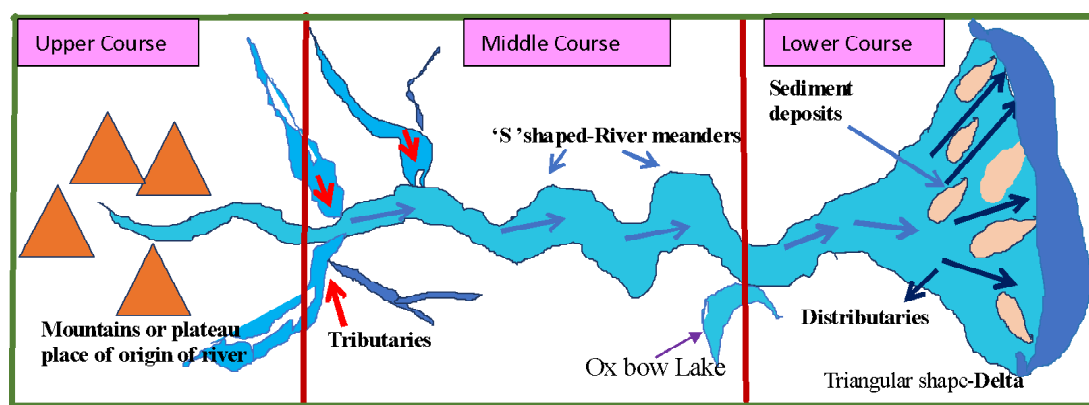 Upper Course
Middle Course
Lower Course
Sediment
deposits
‘S’shaped-River meanders
Mountains or plateau
place of origin of river
Tributaries
Ox bow Lake
Distributaries
Triangular shape-Delta